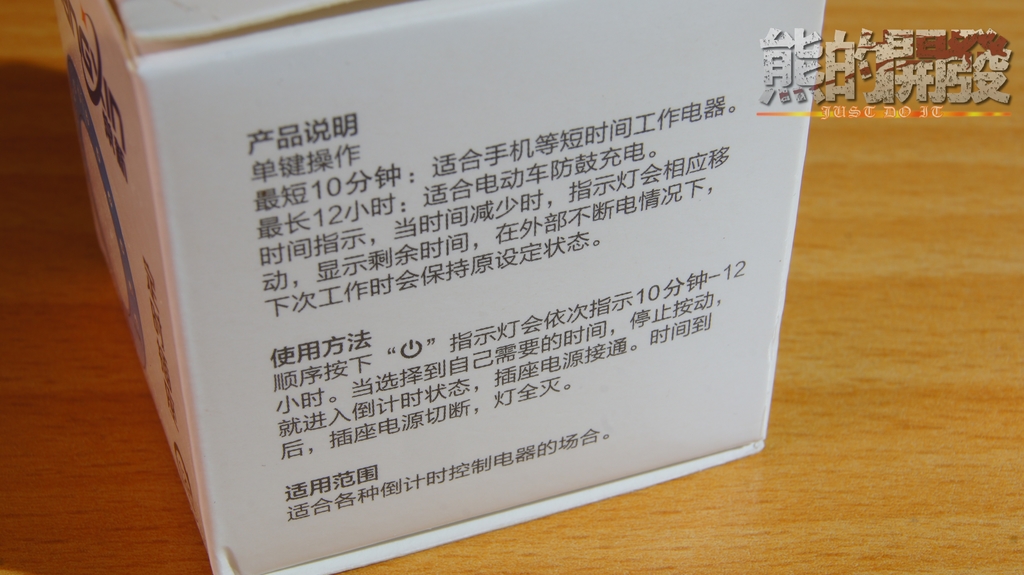 熊的開發
JUST DO IT
产品说明
单键操作
最短10分钟：适合手机等短时间工作电器。
最长12小时：适合电动车防鼓充电。
时间指示，当时间减少时，指示灯会相应移
动，显示剩余时间，在外部不断电情况下，
下次工作时会保持原设定状态。
使用方法
顺序按下“⏻”指示灯会依次指示10分钟-12
小时。当选择到自己需要的时间，停止按动，
就进入倒计时状态，插座电源接通。时间到
后，插座电源切断，灯全灭。
适用范围
适合各种倒计时控制电器的场合。